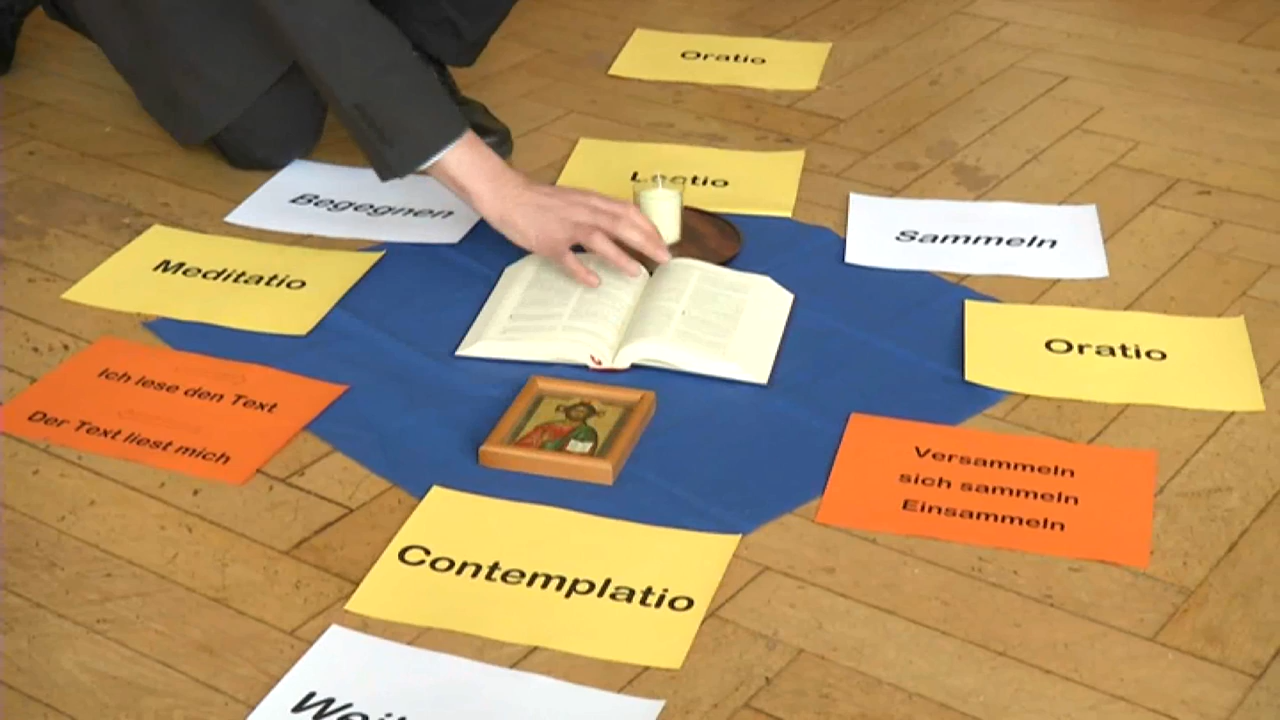 Oratio
Lectio
Begegnen
Sammeln
Meditatio
Oratio
Ich lese den Text
Der Text liest mich
Versammeln
sich sammeln
Einsammeln
Contemplatio